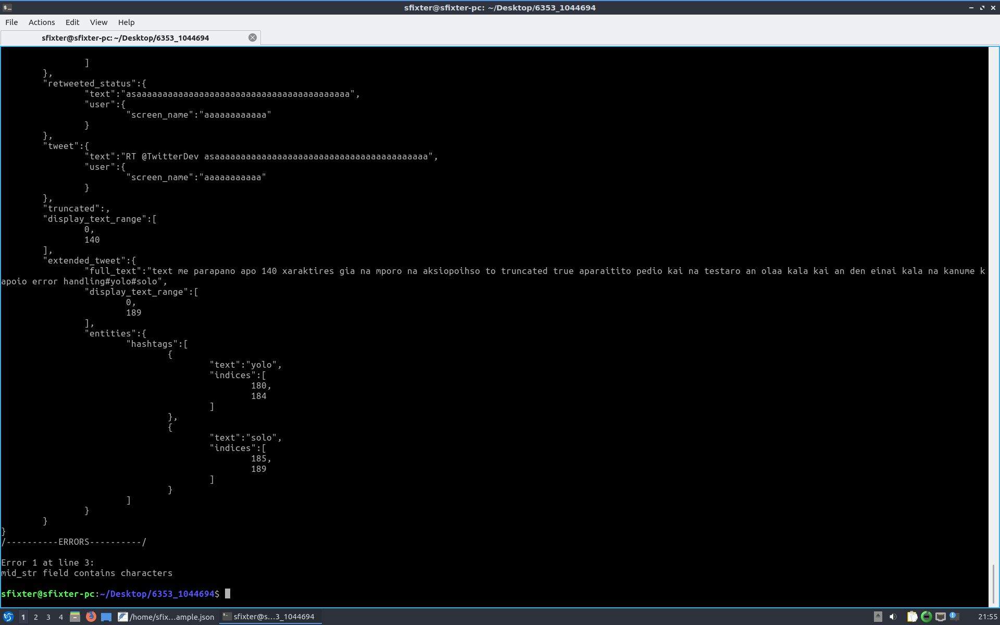 sfixter@sfixter-pc: ~/Desktop/6353_1044694
File Actions Edit View Help
sfixter@sfixter-pc: ~/Desktop/6353_1044694
]
},
"retweeted_status":{
"text":"asaaaaaaaaaaaaaaaaaaaaaaaaaaaaaaaaaaaaaaaaa",
"user":{
"screen_name":"aaaaaaaaaaaa"
}
},
"tweet":{
"text":"RT @TwitterDev asaaaaaaaaaaaaaaaaaaaaaaaaaaaaaaaaaaaaaaaaa",
"user":{
"screen_name":"aaaaaaaaaaa"
}
},
"truncated":,
"display_text_range":[
0,
140
],
"extended_tweet":{
"full_text":"text me parapano apo 140 xaraktires gia na mporo na aksiopoihso to truncated true aparaitito pedio kai na testaro an olaa kala kai an den einai kala na kanume k
apoio error handling#yolo#solo",
"display_text_range":[
0,
189
],
"entities":{
"hashtags":[
{
"text":"yolo",
"indices":[
180,
184
]
},
{
"text":"solo",
"indices":[
185,
189
]
}
]
}
}
}
/----------ERRORS----------/
Error 1 at line 3:
mid_str field contains characters
sfixter@sfixter-pc:~/Desktop/6353_1044694$
1 2 3 4 /home/sfix...ample.json sfixter@s...3_1044694 21:55